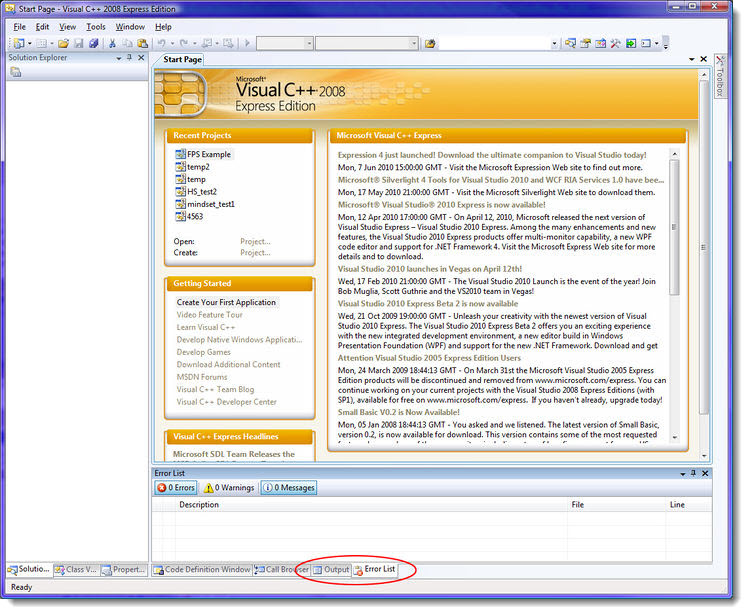 Start Page - Visual C++ 2008 Express Edition
File Edit View Tools Window Help
Solution Explorer
Start Page
Toolbox
Microsoft®
Visual C++ 2008
Express Edition
Recent Projects
FPS Example
temp2
temp
HS_test2
mindset_test1
4563
Open: Project...
Create: Project...
Getting Started
Create Your First Application
Video Feature Tour
Learn Visual C++
Develop Native Windows Applicati...
Develop Games
Download Additional Content
MSDN Forums
Visual C++ Team Blog
Visual C++ Developer Center
Visual C++ Express Headlines
Microsoft SDL Team Releases the
Microsoft Visual C++ Express
Expression 4 just launched! Download the ultimate companion to Visual Studio today!
Mon, 7 Jun 2010 15:00:00 GMT - Visit the Microsoft Expression Web site to find out more.
Microsoft® Silverlight 4 Tools for Visual Studio 2010 and WCF RIA Services 1.0 have bee...
Mon, 17 May 2010 21:00:00 GMT - Visit the Microsoft Silverlight Web site to download them.
Microsoft® Visual Studio® 2010 Express is now available!
Mon, 12 Apr 2010 17:00:00 GMT - On April 12, 2010, Microsoft released the next version of
Visual Studio Express – Visual Studio 2010 Express. Among the many enhancements and new
features, the Visual Studio 2010 Express products offer multi-monitor capability, a new WPF
code editor and support for .NET Framework 4. Visit the Microsoft Express Web site for more
details and to download.
Visual Studio 2010 launches in Vegas on April 12th!
Wed, 17 Feb 2010 21:00:00 GMT - The Visual Studio 2010 Launch is the event of the year! Join
Bob Muglia, Scott Guthrie and the VS2010 team in Vegas!
Visual Studio 2010 Express Beta 2 is now available
Wed, 21 Oct 2009 19:00:00 GMT - Unleash your creativity with the newest version of Visual
Studio 2010 Express. The Visual Studio 2010 Express Beta 2 offers you an exciting experience
with the new integrated development environment, a new editor build in Windows
Presentation Foundation (WPF) and support for the new .NET Framework. Download and get
Attention Visual Studio 2005 Express Edition Users
Mon, 24 March 2009 18:44:13 GMT - On March 31st the Microsoft Visual Studio 2005 Express
Edition products will be discontinued and removed from www.microsoft.com/express. You can
continue working on your current projects with the Visual Studio 2008 Express Editions (with
SP1), available for free on www.microsoft.com/express. If you haven't already, upgrade today!
Small Basic V0.2 is Now Available!
Mon, 05 Jan 2009 18:44:13 GMT - You asked and we listened. The latest version of Small Basic,
version 0.2, is now available for download. This version contains some of the most requested
Error List
0 Errors 0 Warnings 0 Messages
Description File Line
Solutio... Class V... Propert... Code Definition Window Call Browser Output Error List
Ready